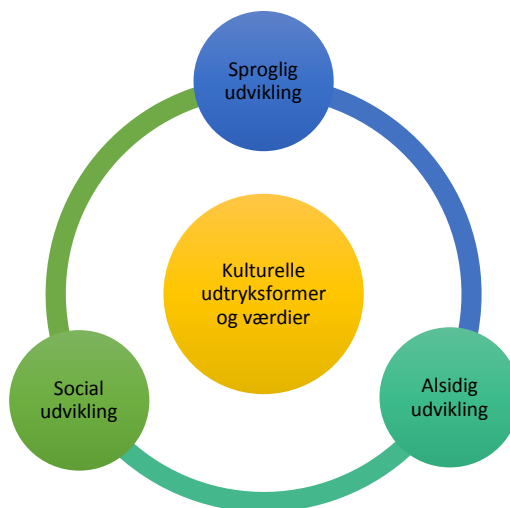 Sproglig
udvikling
Kulturelle
udtryksformer
og værdier
Social
udvikling
Alsidig
udvikling